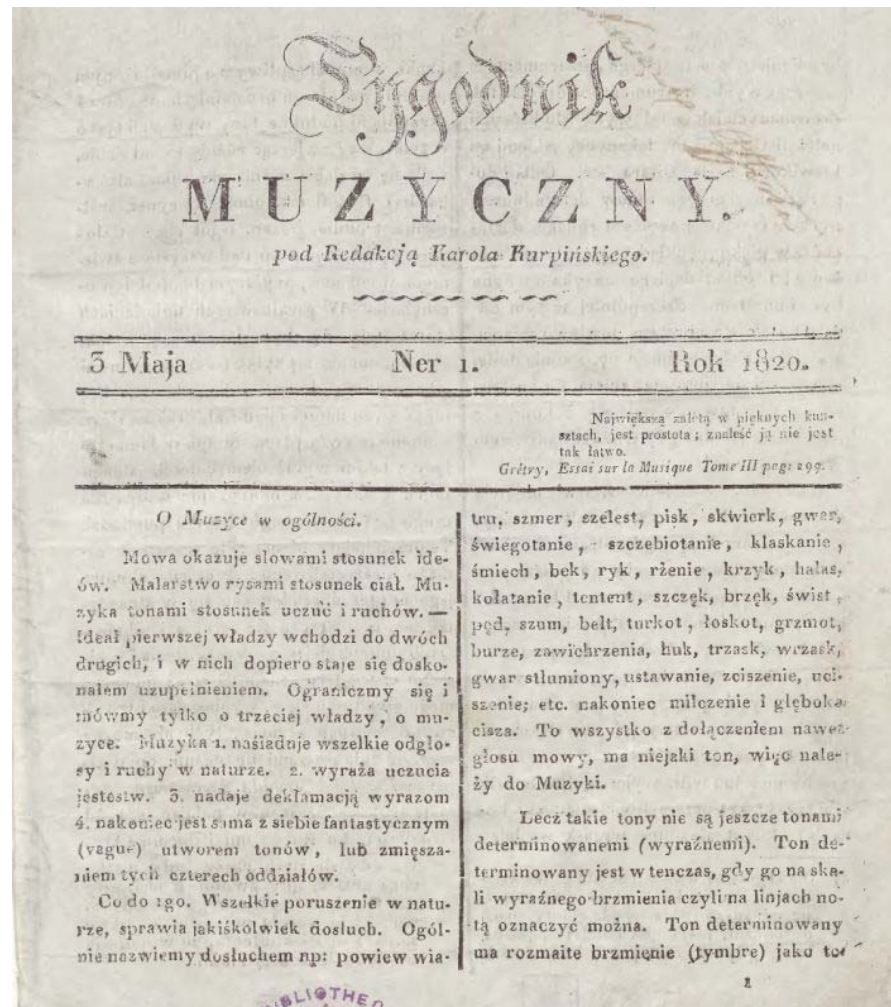 Tygodnik
MUZYCZNY.
pod Redakcją Karola Kurpińskiego.
3 Maja Ner 1. Rok 1820.
Największą zaletą w pięknych kun-
sztach, jest prostota; znaleść ją nie jest
tak łatwo.
Grétry, Essai sur la Musique Tome III pag: 299.
O Muzyce w ogólności.
Mowa okazuje słowami stosunek ide-
ów. Malarstwo rysami stosunek ciał. Mu-
zyka tonami stosunek uczuć i ruchów. —
Ideał pierwszej władzy wchodzi do dwóch
drugich, i w nich dopiero staje się dosko-
nałem uzupełnieniem. Ograniczmy się i
mówmy tylko o trzeciej władzy, o mu-
zyce. Muzyka 1. naśladuje wszelkie odgło-
sy i ruchy w naturze. 2. wyraża uczucia
jestestw. 3. nadaje deklamacją wyrazom
4. nakoniec jest sama z siebie fantastycznym
(vague) utworem tonów, lub zmięsza-
niem tych czterech oddziałów.
Co do 1go. Wszelkie poruszenie w natu-
rze, sprawia jakiśkolwiek dosłuch. Ogól-
nie nazwiemy dosłuchem np: powiew wia-
tru, szmer, szelest, pisk, skwierk, gwar,
świegotanie, szczebiotanie, klaskanie,
śmiech, bek, ryk, rżenie, krzyk, hałas,
kołatanie, tentent, szczęk, brzęk, świst,
pęd, szum, bełt, turkot, łoskot, grzmot,
burze, zawichrzenia, huk, trzask, wrzask,
gwar stłumiony, ustawanie, zciszenie, uci-
szenie; etc. nakoniec milczenie i głęboka
cisza. To wszystko z dołączeniem nawet
głosu mowy, ma niejaki ton, więc nale-
ży do Muzyki.
Lecz takie tony nie są jeszcze tonami
determinowanemi (wyraźnemi). Ton de-
terminowany jest w tenczas, gdy go na ska-
li wyraźnego brzmienia czyli na linjach no-
tą oznaczyć można. Ton determinowany
ma rozmaite brzmienie (tymbre) jako to:
1
BIBLIOTHE